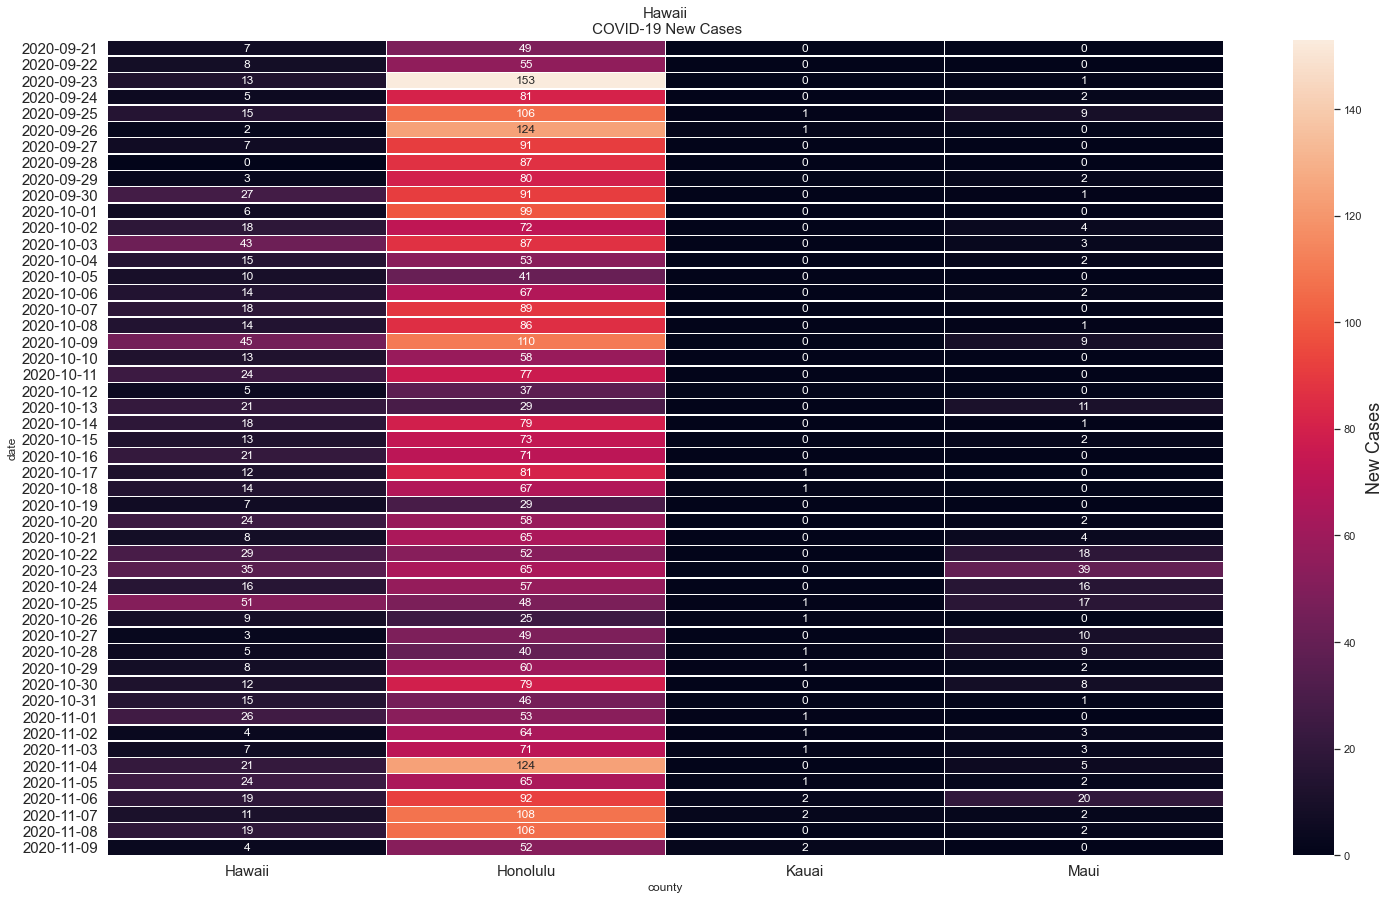 Hawaii
COVID-19 New Cases
2020-09-21 7 49 0 0
2020-09-22 8 55 0 0
2020-09-23 13 153 0 1
2020-09-24 5 81 0 2
2020-09-25 15 106 1 9
2020-09-26 2 124 1 0
2020-09-27 7 91 0 0
2020-09-28 0 87 0 0
2020-09-29 3 80 0 2
2020-09-30 27 91 0 1
2020-10-01 6 99 0 0
2020-10-02 18 72 0 4
2020-10-03 43 87 0 3
2020-10-04 15 53 0 2
2020-10-05 10 41 0 0
2020-10-06 14 67 0 2
2020-10-07 18 89 0 0
2020-10-08 14 86 0 1
2020-10-09 45 110 0 9
2020-10-10 13 58 0 0
2020-10-11 24 77 0 0
2020-10-12 5 37 0 0
2020-10-13 21 29 0 11
2020-10-14 18 79 0 1
2020-10-15 13 73 0 2
2020-10-16 21 71 0 0
2020-10-17 12 81 1 0
2020-10-18 14 67 1 0
2020-10-19 7 29 0 0
2020-10-20 24 58 0 2
2020-10-21 8 65 0 4
2020-10-22 29 52 0 18
2020-10-23 35 65 0 39
2020-10-24 16 57 0 16
2020-10-25 51 48 1 17
2020-10-26 9 25 1 0
2020-10-27 3 49 0 10
2020-10-28 5 40 1 9
2020-10-29 8 60 1 2
2020-10-30 12 79 0 8
2020-10-31 15 46 0 1
2020-11-01 26 53 1 0
2020-11-02 4 64 1 3
2020-11-03 7 71 1 3
2020-11-04 21 124 0 5
2020-11-05 24 65 1 2
2020-11-06 19 92 2 20
2020-11-07 11 108 2 2
2020-11-08 19 106 0 2
2020-11-09 4 52 2 0
Hawaii Honolulu Kauai Maui
county
date
140
120
100
80
60
40
20
0
New Cases